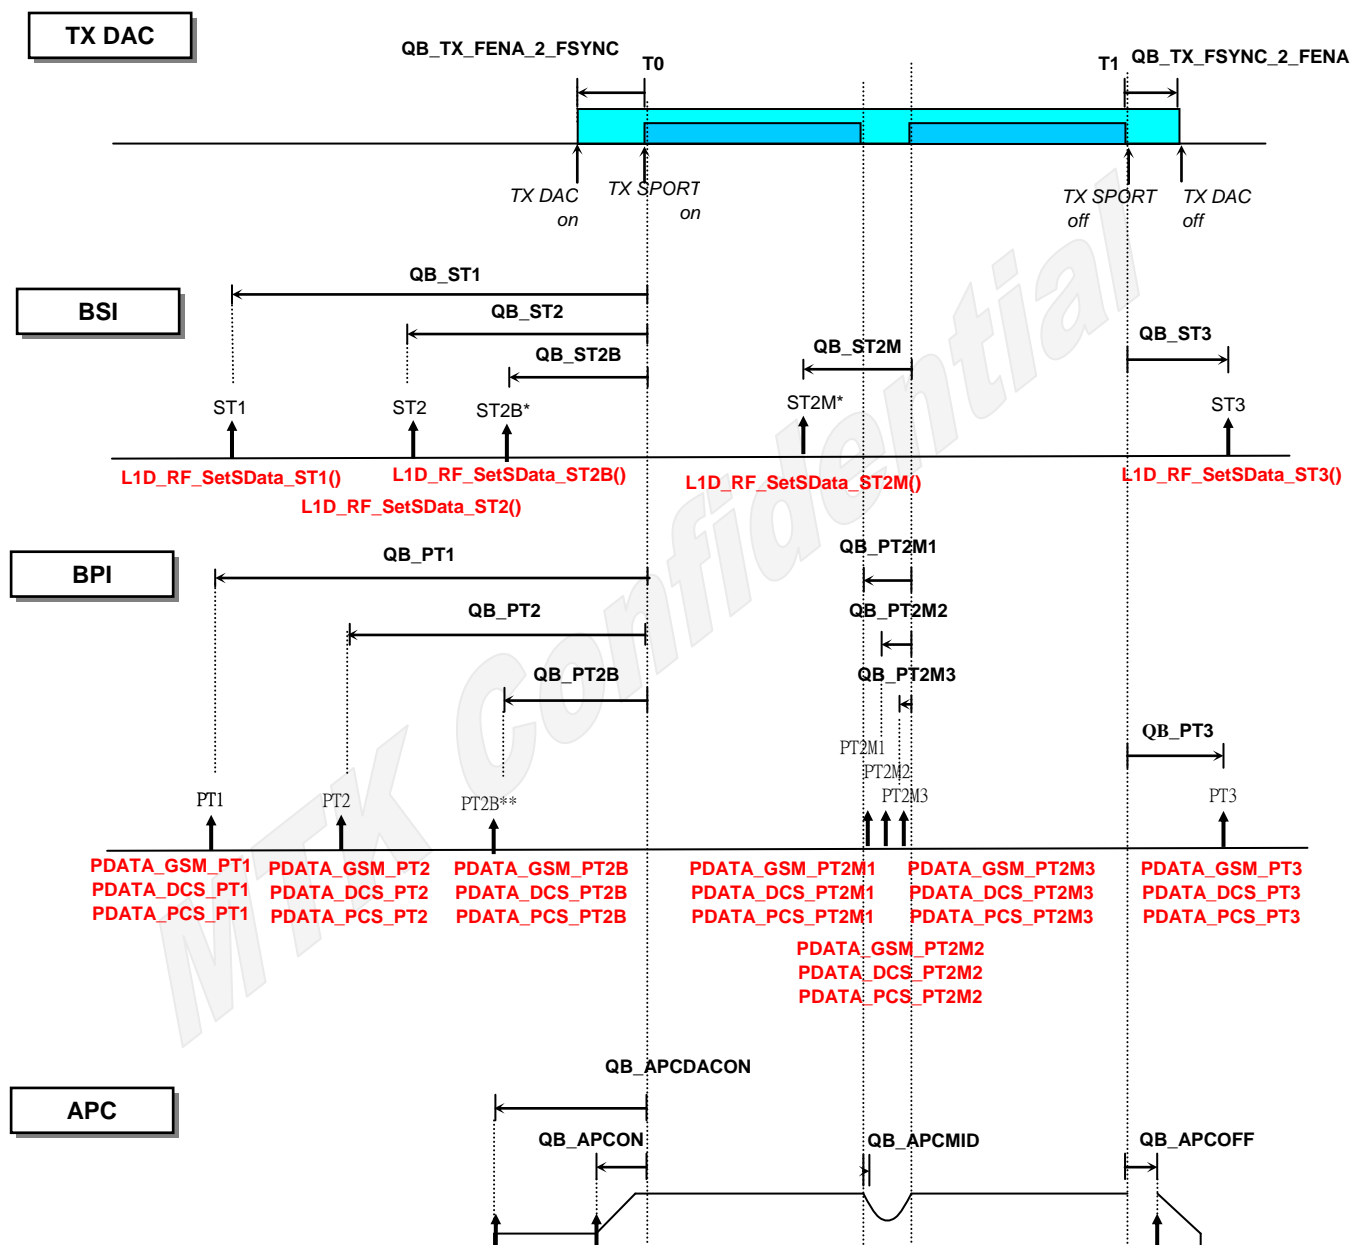 TX DAC
QB_TX_FENA_2_FSYNC
T0
T1
QB_TX_FSYNC_2_FENA
TX DAC
on
TX SPORT
on
TX SPORT
off
TX DAC
off
BSI
QB_ST1
QB_ST2
QB_ST2B
QB_ST2M
QB_ST3
ST1
ST2
ST2B*
ST2M*
ST3
L1D_RF_SetSData_ST1()
L1D_RF_SetSData_ST2B()
L1D_RF_SetSData_ST2M()
L1D_RF_SetSData_ST3()
L1D_RF_SetSData_ST2()
BPI
QB_PT1
QB_PT2M1
QB_PT2
QB_PT2M2
QB_PT2B
QB_PT2M3
QB_PT3
PT2M1
PT2M2
PT1
PT2
PT2B**
PT2M3
PT3
PDATA_GSM_PT1
PDATA_DCS_PT1
PDATA_PCS_PT1
PDATA_GSM_PT2
PDATA_DCS_PT2
PDATA_PCS_PT2
PDATA_GSM_PT2B
PDATA_DCS_PT2B
PDATA_PCS_PT2B
PDATA_GSM_PT2M1
PDATA_DCS_PT2M1
PDATA_PCS_PT2M1
PDATA_GSM_PT2M3
PDATA_DCS_PT2M3
PDATA_PCS_PT2M3
PDATA_GSM_PT3
PDATA_DCS_PT3
PDATA_PCS_PT3
PDATA_GSM_PT2M2
PDATA_DCS_PT2M2
PDATA_PCS_PT2M2
APC
QB_APCDACON
QB_APCON
QB_APCMID
QB_APCOFF
MTK Confidential